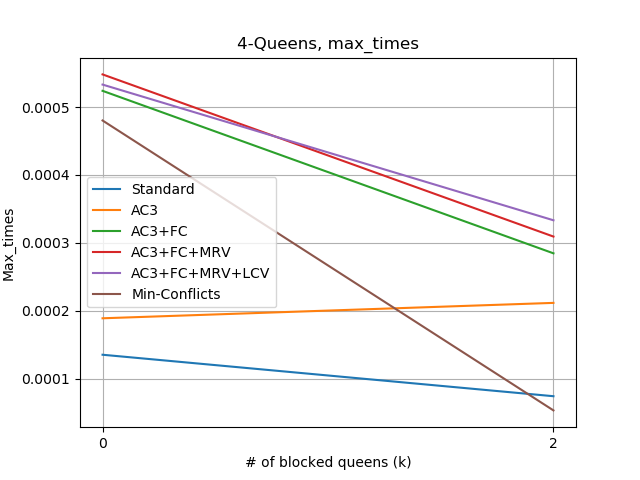 4-Queens, max_times
Max_times
0.0005
0.0004
0.0003
0.0002
0.0001
Standard
AC3
AC3+FC
AC3+FC+MRV
AC3+FC+MRV+LCV
Min-Conflicts
0
2
# of blocked queens (k)